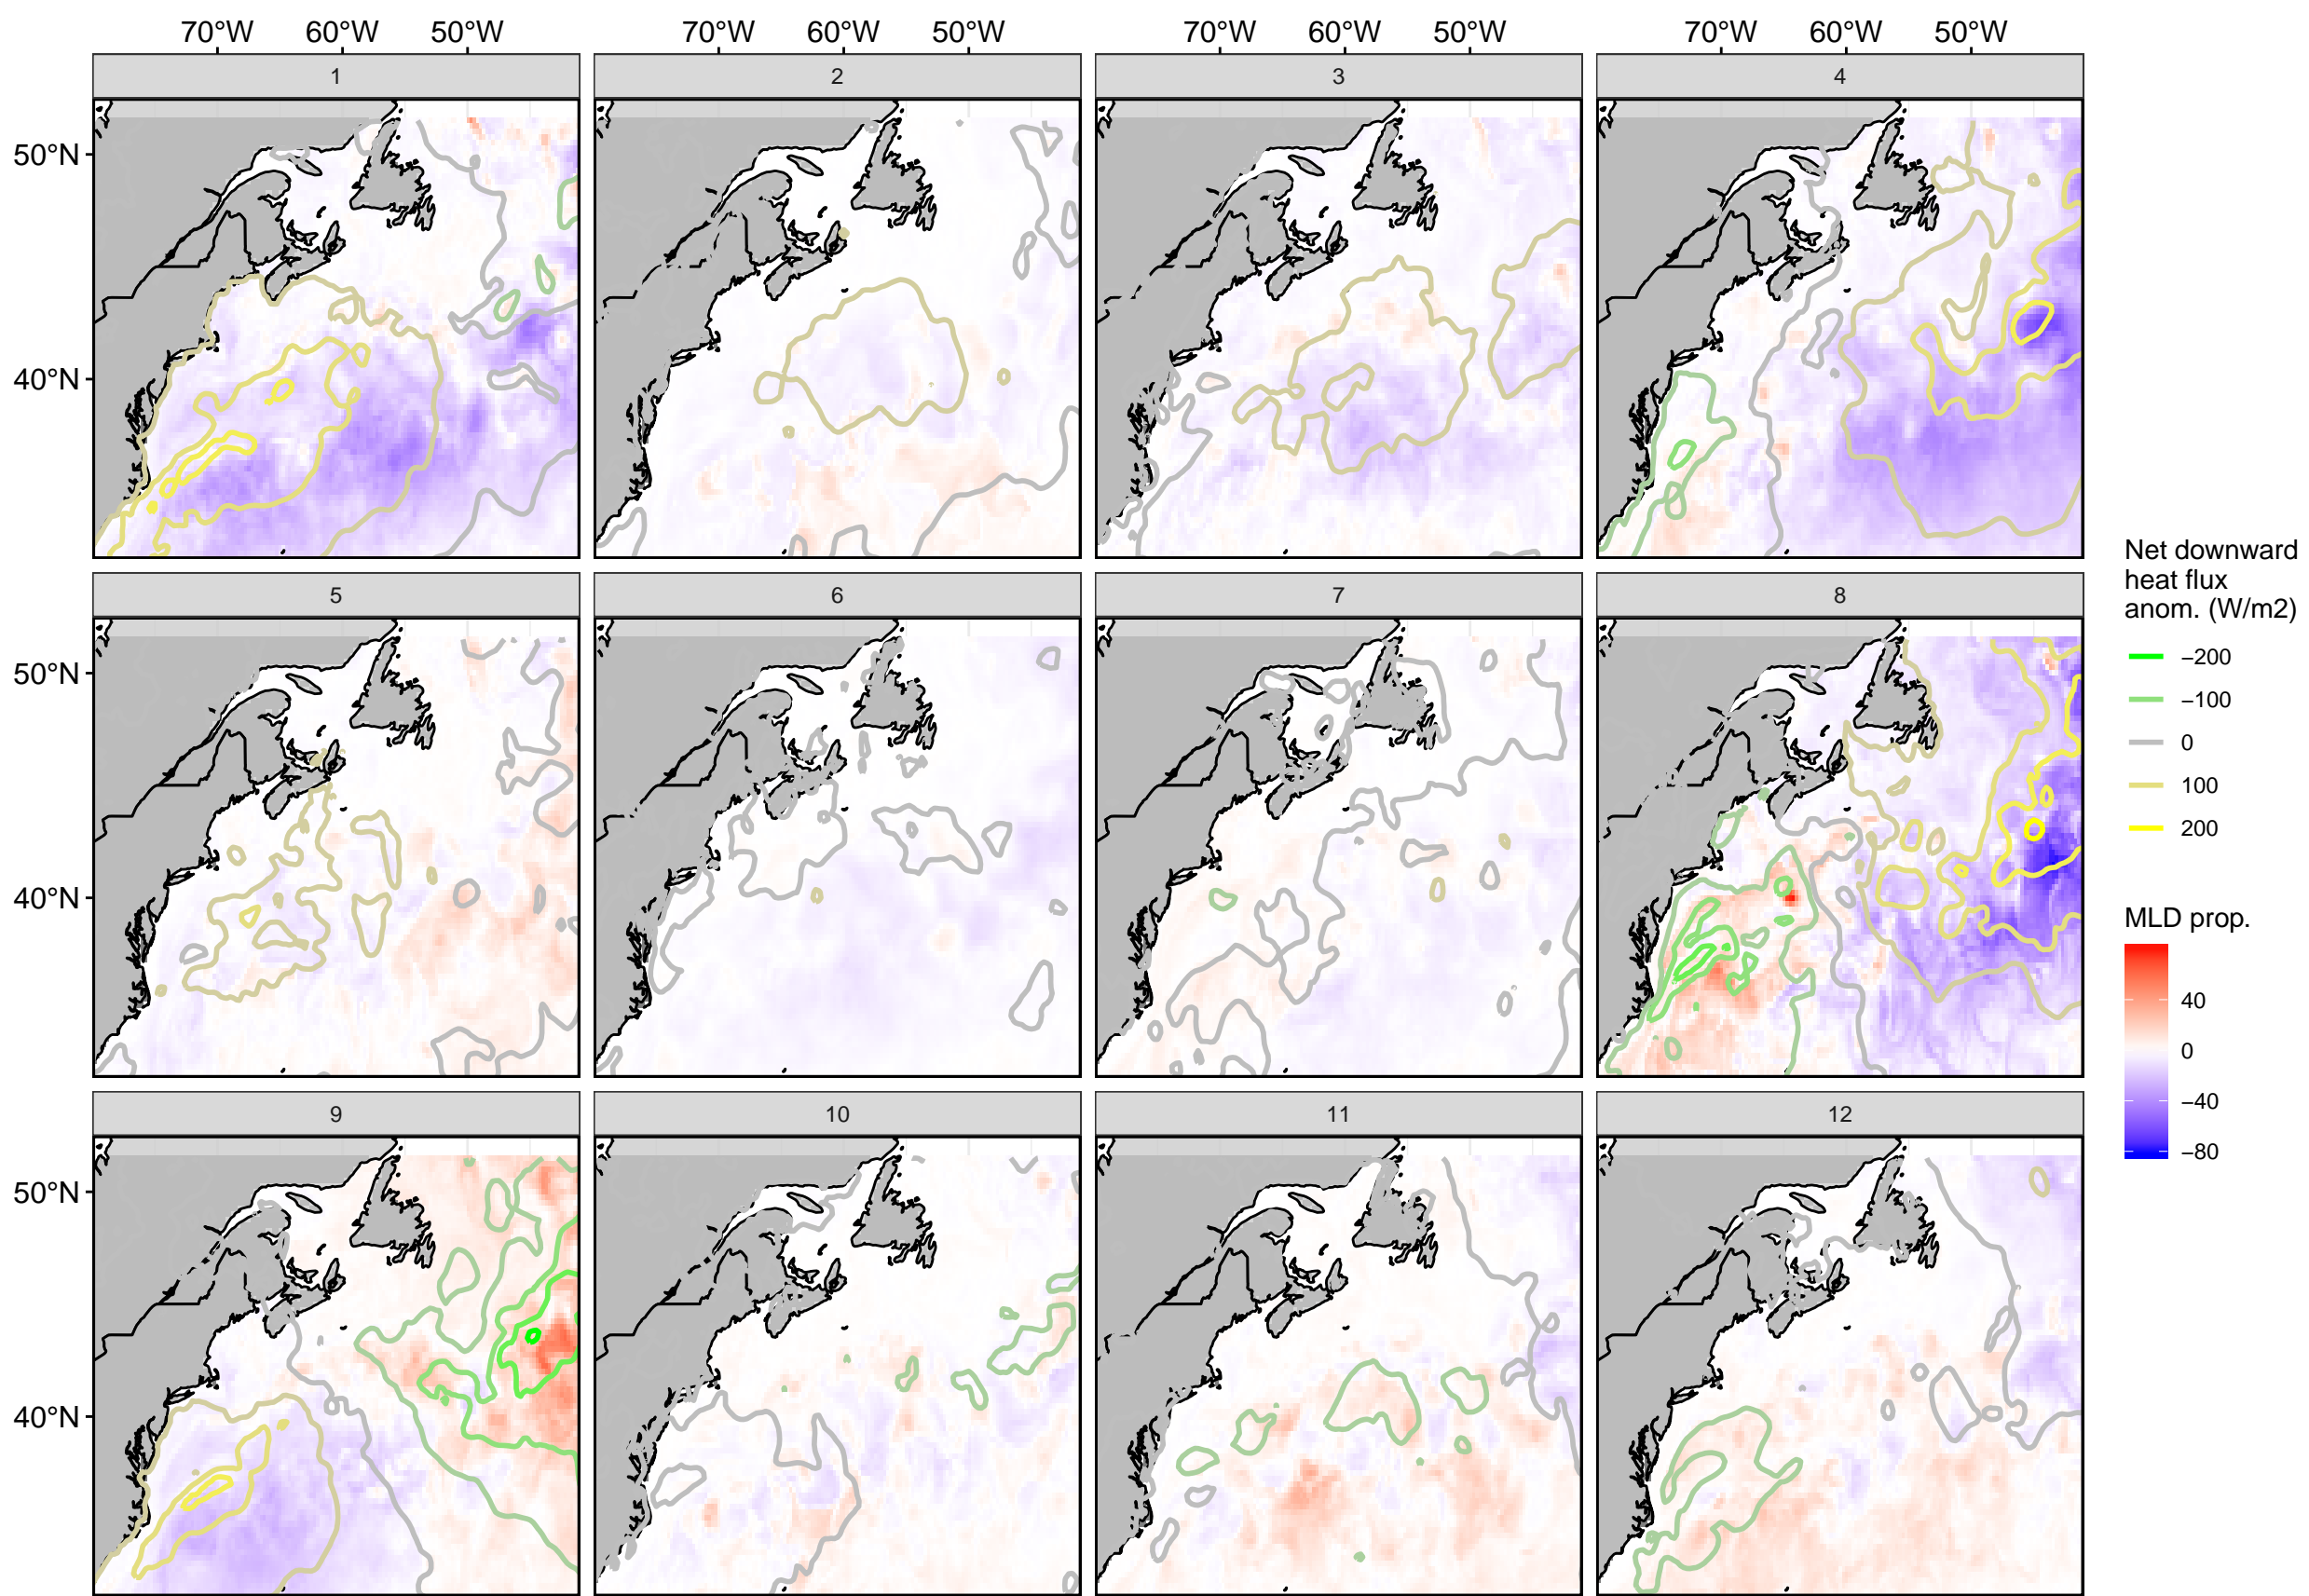 70°W 60°W 50°W 70°W 60°W 50°W 70°W 60°W 50°W 70°W 60°W 50°W
1 2 3 4
50°N
40°N
5 6 7 8
50°N
40°N
9 10 11 12
50°N
40°N
Net downward
heat flux
anom. (W/m2)
−200
−100
0
100
200
MLD prop.
40
0
−40
−80